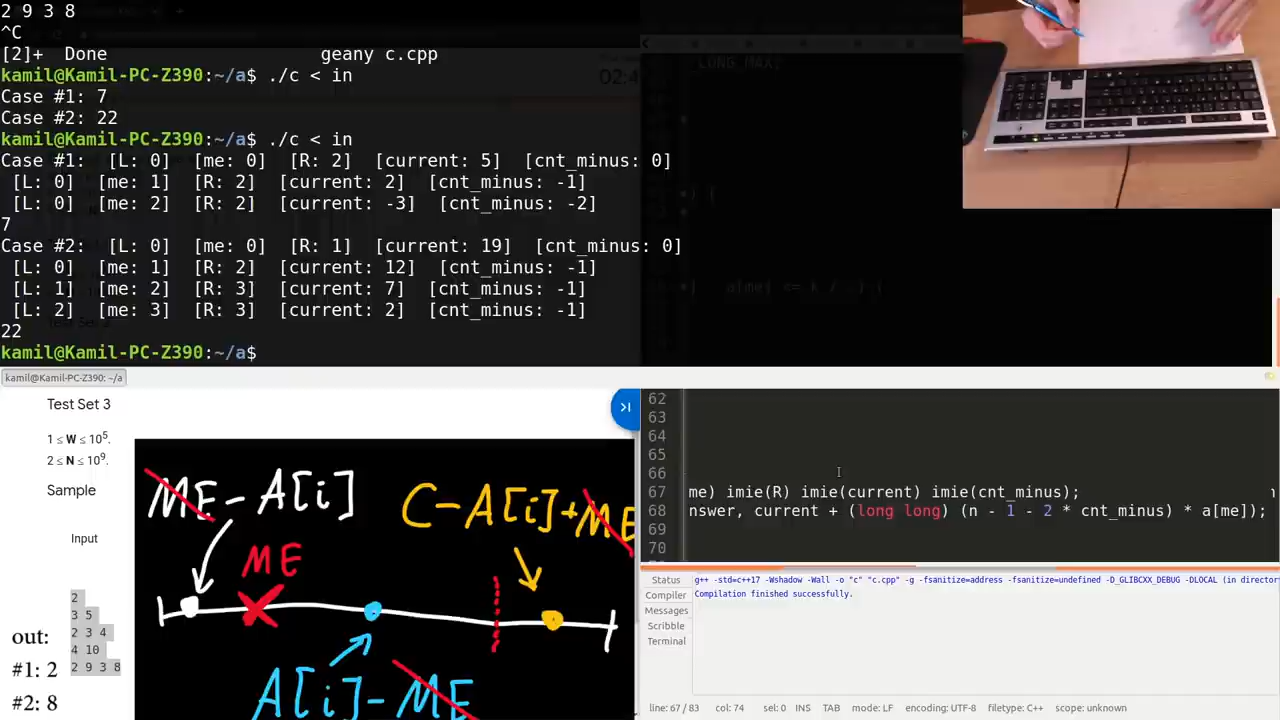 2 9 3 8
^C
[2]+  Done                    geany c.cpp
kamil@Kamil-PC-Z390:~/a$ ./c < in
Case #1: 7
Case #2: 22
kamil@Kamil-PC-Z390:~/a$ ./c < in
Case #1:  [L: 0]  [me: 0]  [R: 2]  [current: 5]  [cnt_minus: 0]
[L: 0]  [me: 1]  [R: 2]  [current: 2]  [cnt_minus: -1]
[L: 0]  [me: 2]  [R: 2]  [current: -3]  [cnt_minus: -2]
7
Case #2:  [L: 0]  [me: 0]  [R: 1]  [current: 19]  [cnt_minus: 0]
[L: 0]  [me: 1]  [R: 2]  [current: 12]  [cnt_minus: -1]
[L: 1]  [me: 2]  [R: 3]  [current: 7]  [cnt_minus: -1]
[L: 2]  [me: 3]  [R: 3]  [current: 2]  [cnt_minus: -1]
22
kamil@Kamil-PC-Z390:~/a$
kamil@Kamil-PC-Z390: ~/a
Test Set 3
1 ≤ W ≤ 10⁵.
2 ≤ N ≤ 10⁹.
Sample
Input
2
3 5
2 3 4
4 10
2 9 3 8
out:
#1: 2
#2: 8
ME - A[i]
C-A[i]+ME
ME
A[i]-ME
62
63
64
65
66
67 me) imie(R) imie(current) imie(cnt_minus);
68 nswer, current + (long long) (n - 1 - 2 * cnt_minus) * a[me]);
69
70
Status
Compiler
Messages
Scribble
Terminal
g++ -std=c++17 -Wshadow -Wall -o "c" "c.cpp" -g -fsanitize=address -fsanitize=undefined -D_GLIBCXX_DEBUG -DLOCAL (in director
Compilation finished successfully.
line: 67 / 83   col: 74   sel: 0   INS   TAB   mode: LF   encoding: UTF-8   filetype: C++   scope: unknown